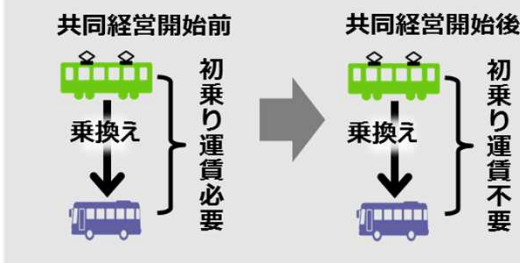 共同経営開始前
乗換え
初乗り運賃必要
共同経営開始後
乗換え
初乗り運賃不要